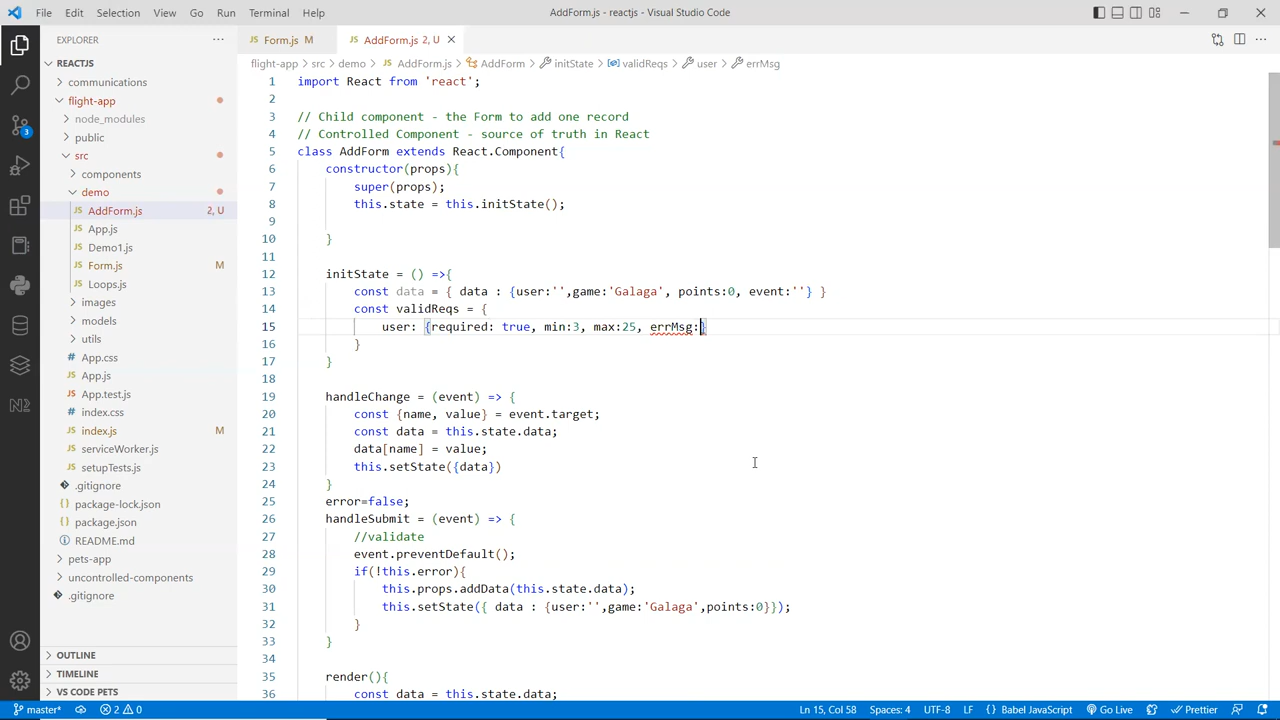 File Edit Selection View Go Run Terminal Help
AddForm.js - reactjs - Visual Studio Code
EXPLORER
REACTJS
communications
flight-app
node_modules
public
src
components
demo
JS AddForm.js 2, U
JS App.js
JS Demo1.js
JS Form.js M
JS Loops.js
images
models
utils
App.css
JS App.js
JS App.test.js
index.css
JS index.js M
JS serviceWorker.js
JS setupTests.js
.gitignore
package-lock.json
package.json
README.md
pets-app
uncontrolled-components
.gitignore
OUTLINE
TIMELINE
VS CODE PETS
3
N
JS Form.js M
JS AddForm.js 2, U
flight-app > src > demo > JS AddForm.js > AddForm > initState > validReqs > user > errMsg
1 import React from 'react';
2
3 // Child component - the Form to add one record
4 // Controlled Component - source of truth in React
5 class AddForm extends React.Component{
6 constructor(props){
7 super(props);
8 this.state = this.initState();
9
10 }
11
12 initState = () =>{
13 const data = { data : {user:'',game:'Galaga', points:0, event:''} }
14 const validReqs = {
15 user: {required: true, min:3, max:25, errMsg:}
16 }
17 }
18
19 handleChange = (event) => {
20 const {name, value} = event.target;
21 const data = this.state.data;
22 data[name] = value;
23 this.setState({data})
24 }
25 error=false;
26 handleSubmit = (event) => {
27 //validate
28 event.preventDefault();
29 if(!this.error){
30 this.props.addData(this.state.data);
31 this.setState({ data : {user:'',game:'Galaga',points:0}});
32 }
33 }
34
35 render(){
36 const data = this.state.data;
master* 2 0 Ln 15, Col 58 Spaces: 4 UTF-8 LF {} Babel JavaScript Go Live Prettier